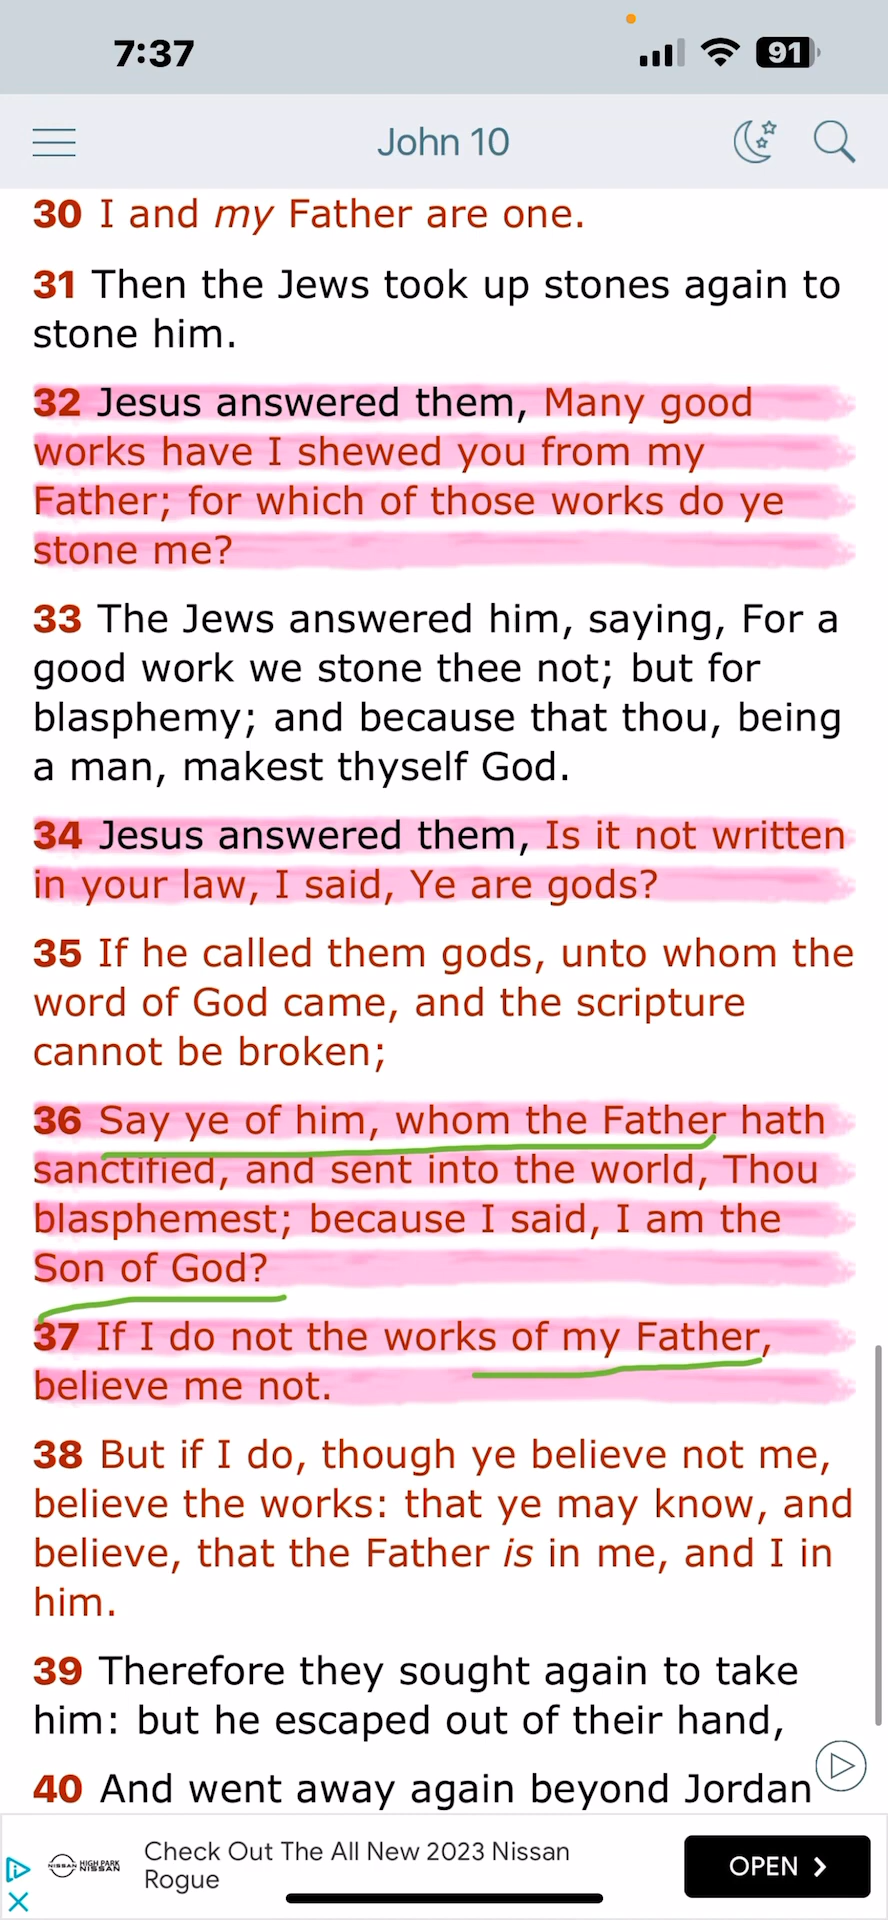 7:37
91
John 10
30 I and my Father are one.
31 Then the Jews took up stones again to
stone him.
32 Jesus answered them, Many good
works have I shewed you from my
Father; for which of those works do ye
stone me?
33 The Jews answered him, saying, For a
good work we stone thee not; but for
blasphemy; and because that thou, being
a man, makest thyself God.
34 Jesus answered them, Is it not written
in your law, I said, Ye are gods?
35 If he called them gods, unto whom the
word of God came, and the scripture
cannot be broken;
36 Say ye of him, whom the Father hath
sanctified, and sent into the world, Thou
blasphemest; because I said, I am the
Son of God?
37 If I do not the works of my Father,
believe me not.
38 But if I do, though ye believe not me,
believe the works: that ye may know, and
believe, that the Father is in me, and I in
him.
39 Therefore they sought again to take
him: but he escaped out of their hand,
40 And went away again beyond Jordan
NISSAN HIGH PARK
NISSAN
Check Out The All New 2023 Nissan
Rogue
OPEN